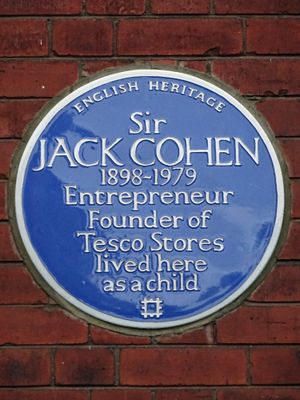 ENGLISH HERITAGE
Sir
JACK COHEN
1898-1979
Entrepreneur
Founder of
Tesco Stores
lived here
as a child